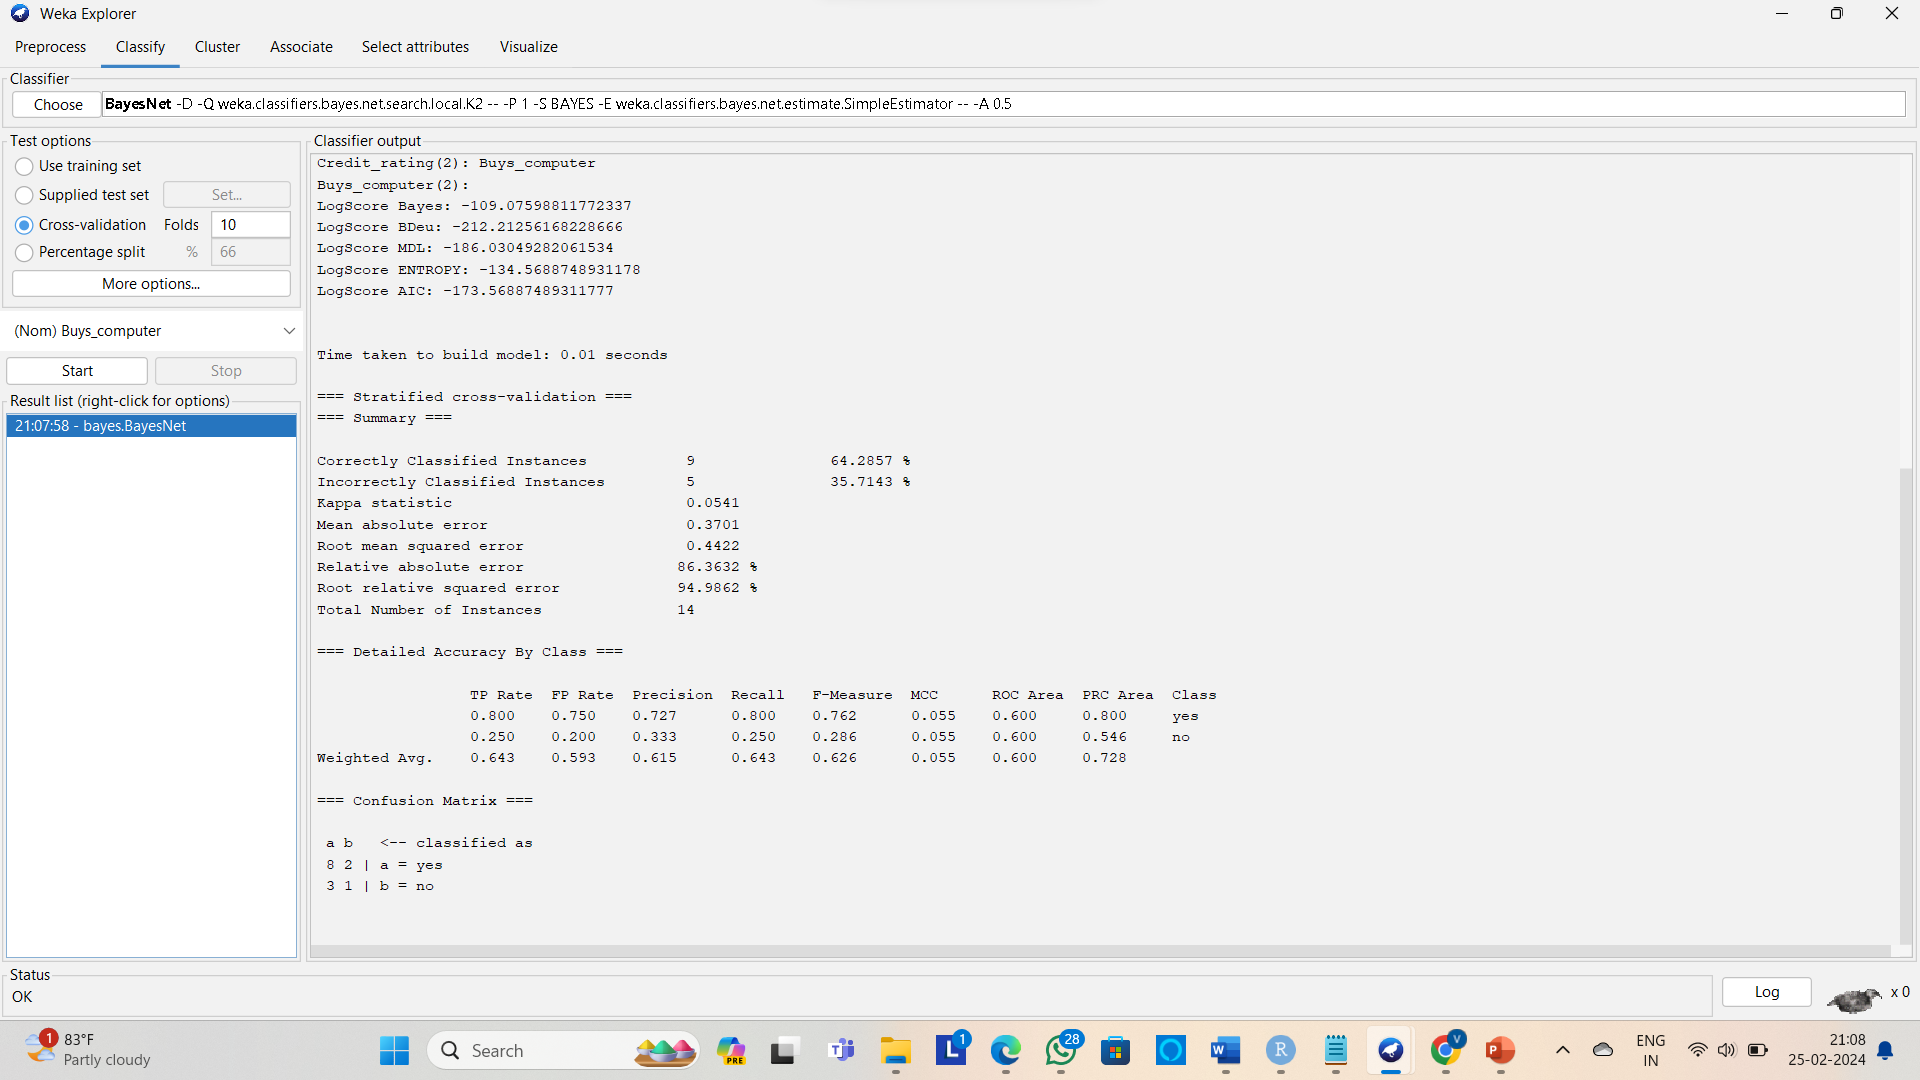 Weka Explorer
Preprocess Classify Cluster Associate Select attributes Visualize
Classifier
Choose BayesNet -D -Q weka.classifiers.bayes.net.search.local.K2 -- -P 1 -S BAYES -E weka.classifiers.bayes.net.estimate.SimpleEstimator -- -A 0.5
Test options
Use training set
Supplied test set Set...
Cross-validation Folds 10
Percentage split % 66
More options...
(Nom) Buys_computer
Start Stop
Result list (right-click for options)
21:07:58 - bayes.BayesNet
Classifier output
Credit_rating(2): Buys_computer
Buys_computer(2):
LogScore Bayes: -109.07598811772337
LogScore BDeu: -212.21256168228666
LogScore MDL: -186.03049282061534
LogScore ENTROPY: -134.5688748931178
LogScore AIC: -173.56887489311777
Time taken to build model: 0.01 seconds
=== Stratified cross-validation ===
=== Summary ===
Correctly Classified Instances 9 64.2857 %
Incorrectly Classified Instances 5 35.7143 %
Kappa statistic 0.0541
Mean absolute error 0.3701
Root mean squared error 0.4422
Relative absolute error 86.3632 %
Root relative squared error 94.9862 %
Total Number of Instances 14
=== Detailed Accuracy By Class ===
TP Rate FP Rate Precision Recall F-Measure MCC ROC Area PRC Area Class
0.800 0.750 0.727 0.800 0.762 0.055 0.600 0.800 yes
0.250 0.200 0.333 0.250 0.286 0.055 0.600 0.546 no
Weighted Avg. 0.643 0.593 0.615 0.643 0.626 0.055 0.600 0.728
=== Confusion Matrix ===
a b <-- classified as
8 2 | a = yes
3 1 | b = no
Status
OK
Log x 0
1 83°F
Partly cloudy
Search
PRE
T
L 1
28
W
R
V
P
ENG
IN
21:08
25-02-2024